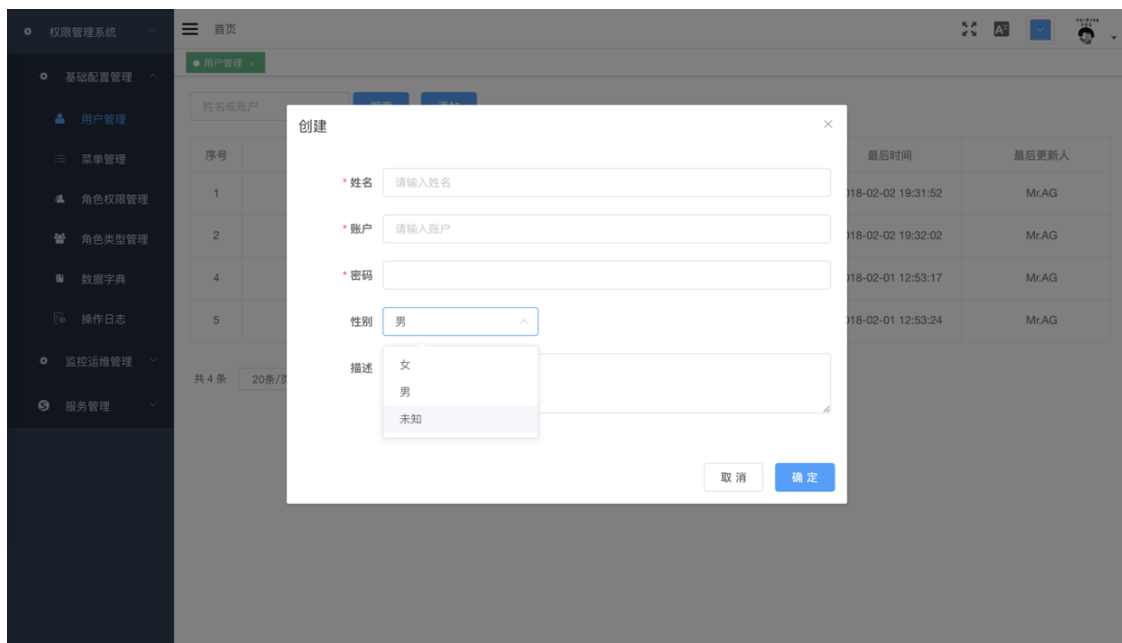 权限管理系统
首页
用户管理
基础配置管理
用户管理
菜单管理
角色权限管理
角色类型管理
数据字典
操作日志
监控运维管理
服务管理
姓名或账户
序号
最后时间
最后更新人
1
18-02-02 19:31:52
Mr.AG
2
018-02-02 19:32:02
Mr.AG
4
018-02-01 12:53:17
Mr.AG
5
018-02-01 12:53:24
Mr.AG
共 4 条
20条/页
创建
* 姓名
请输入姓名
* 账户
请输入账户
* 密码
性别
男
女
男
未知
描述
取 消
确 定